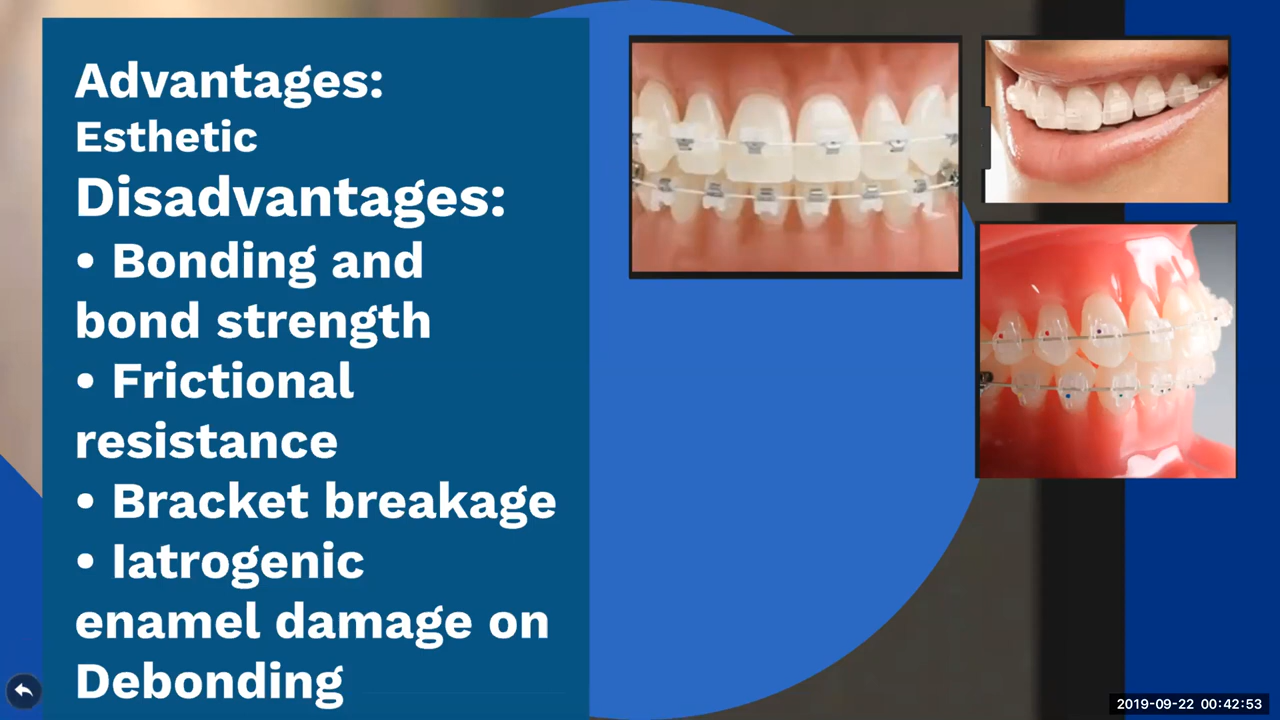 Advantages:
Esthetic
Disadvantages:
• Bonding and
bond strength
• Frictional
resistance
• Bracket breakage
• Iatrogenic
enamel damage on
Debonding
2019-09-22 00:42:53